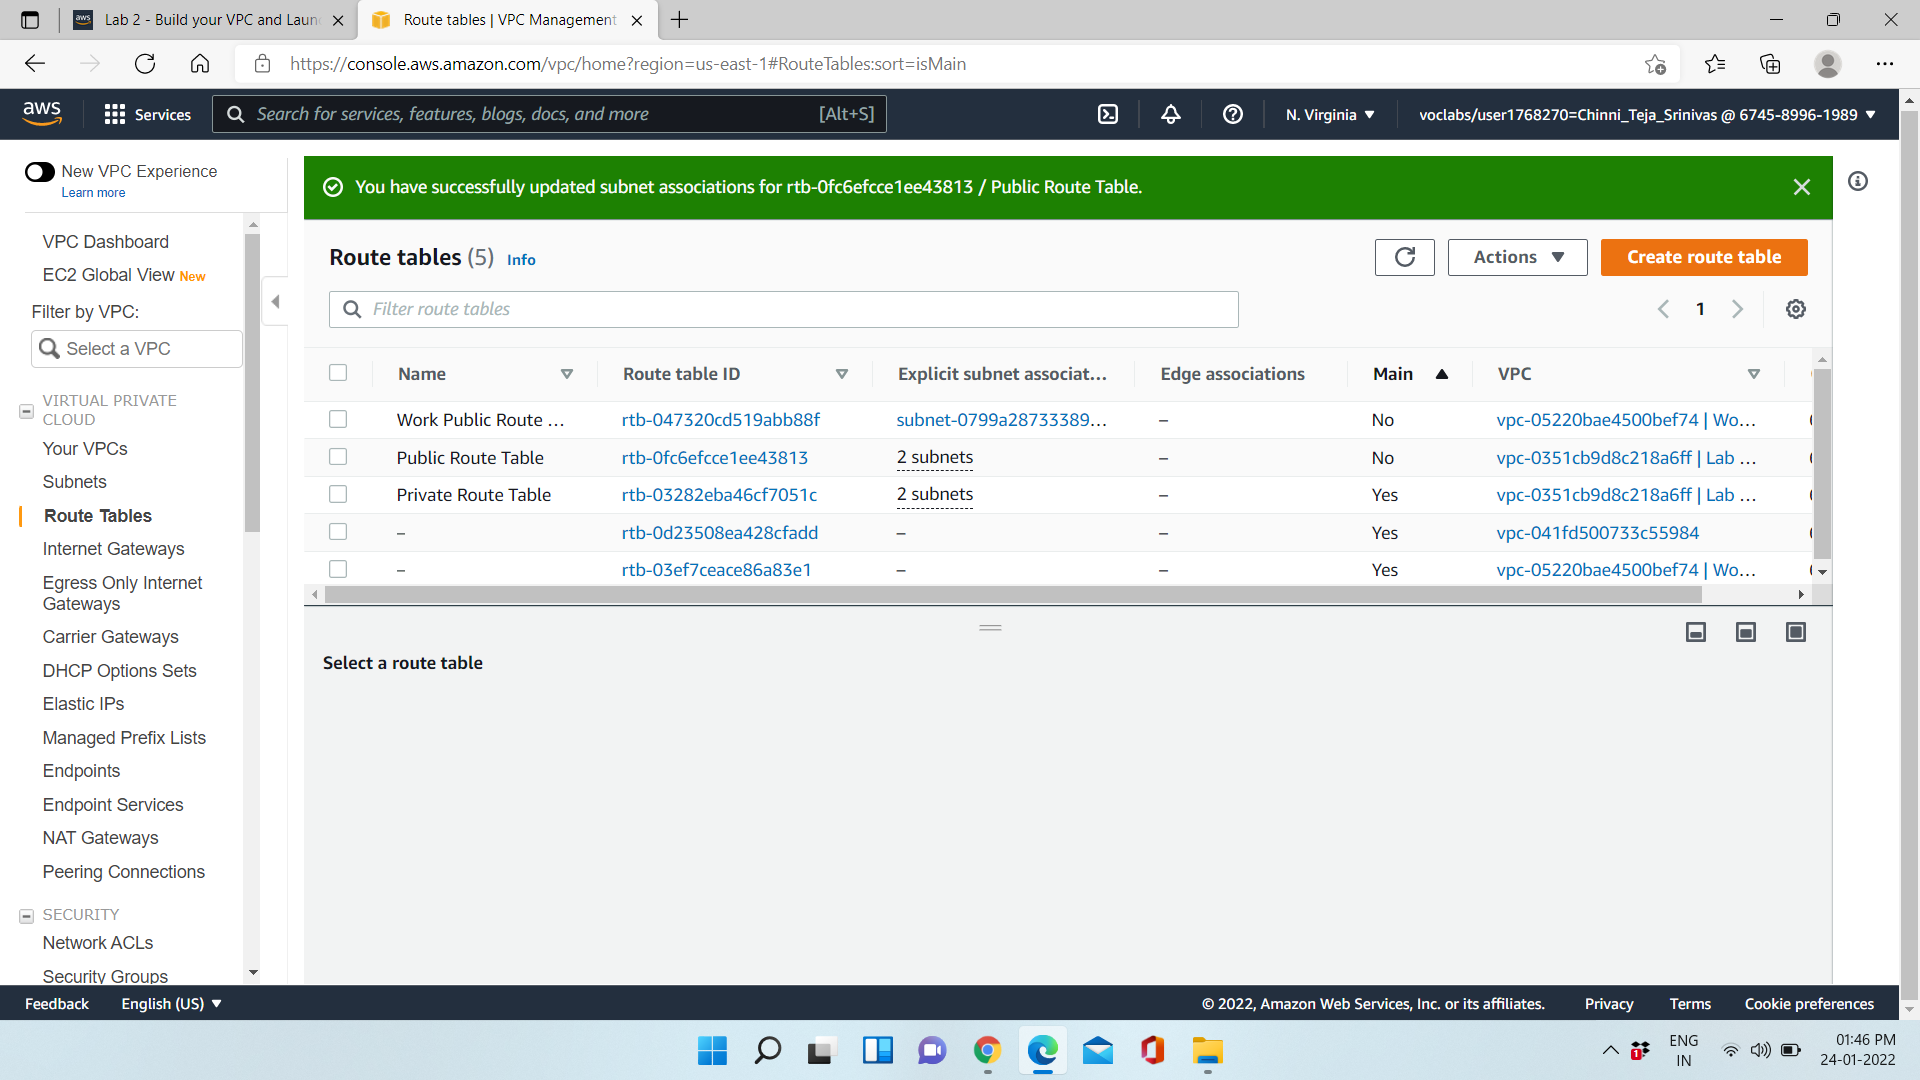 Lab 2 - Build your VPC and Laun
Route tables | VPC Management
https://console.aws.amazon.com/vpc/home?region=us-east-1#RouteTables:sort=isMain
aws
Services
Search for services, features, blogs, docs, and more
[Alt+S]
N. Virginia
voclabs/user1768270=Chinni_Teja_Srinivas @ 6745-8996-1989
New VPC Experience
Learn more
VPC Dashboard
EC2 Global View New
Filter by VPC:
Select a VPC
VIRTUAL PRIVATE
CLOUD
Your VPCs
Subnets
Route Tables
Internet Gateways
Egress Only Internet
Gateways
Carrier Gateways
DHCP Options Sets
Elastic IPs
Managed Prefix Lists
Endpoints
Endpoint Services
NAT Gateways
Peering Connections
SECURITY
Network ACLs
Security Groups
You have successfully updated subnet associations for rtb-0fc6efcce1ee43813 / Public Route Table.
Route tables (5) Info
Actions
Create route table
Filter route tables
1
Name Route table ID Explicit subnet associat... Edge associations Main VPC
Work Public Route ... rtb-047320cd519abb88f subnet-0799a28733389... – No vpc-05220bae4500bef74 | Wo...
Public Route Table rtb-0fc6efcce1ee43813 2 subnets – No vpc-0351cb9d8c218a6ff | Lab ...
Private Route Table rtb-03282eba46cf7051c 2 subnets – Yes vpc-0351cb9d8c218a6ff | Lab ...
– rtb-0d23508ea428cfadd – – Yes vpc-041fd500733c55984
– rtb-03ef7ceace86a83e1 – – Yes vpc-05220bae4500bef74 | Wo...
Select a route table
Feedback
English (US)
© 2022, Amazon Web Services, Inc. or its affiliates.
Privacy
Terms
Cookie preferences
1
ENG
IN
01:46 PM
24-01-2022